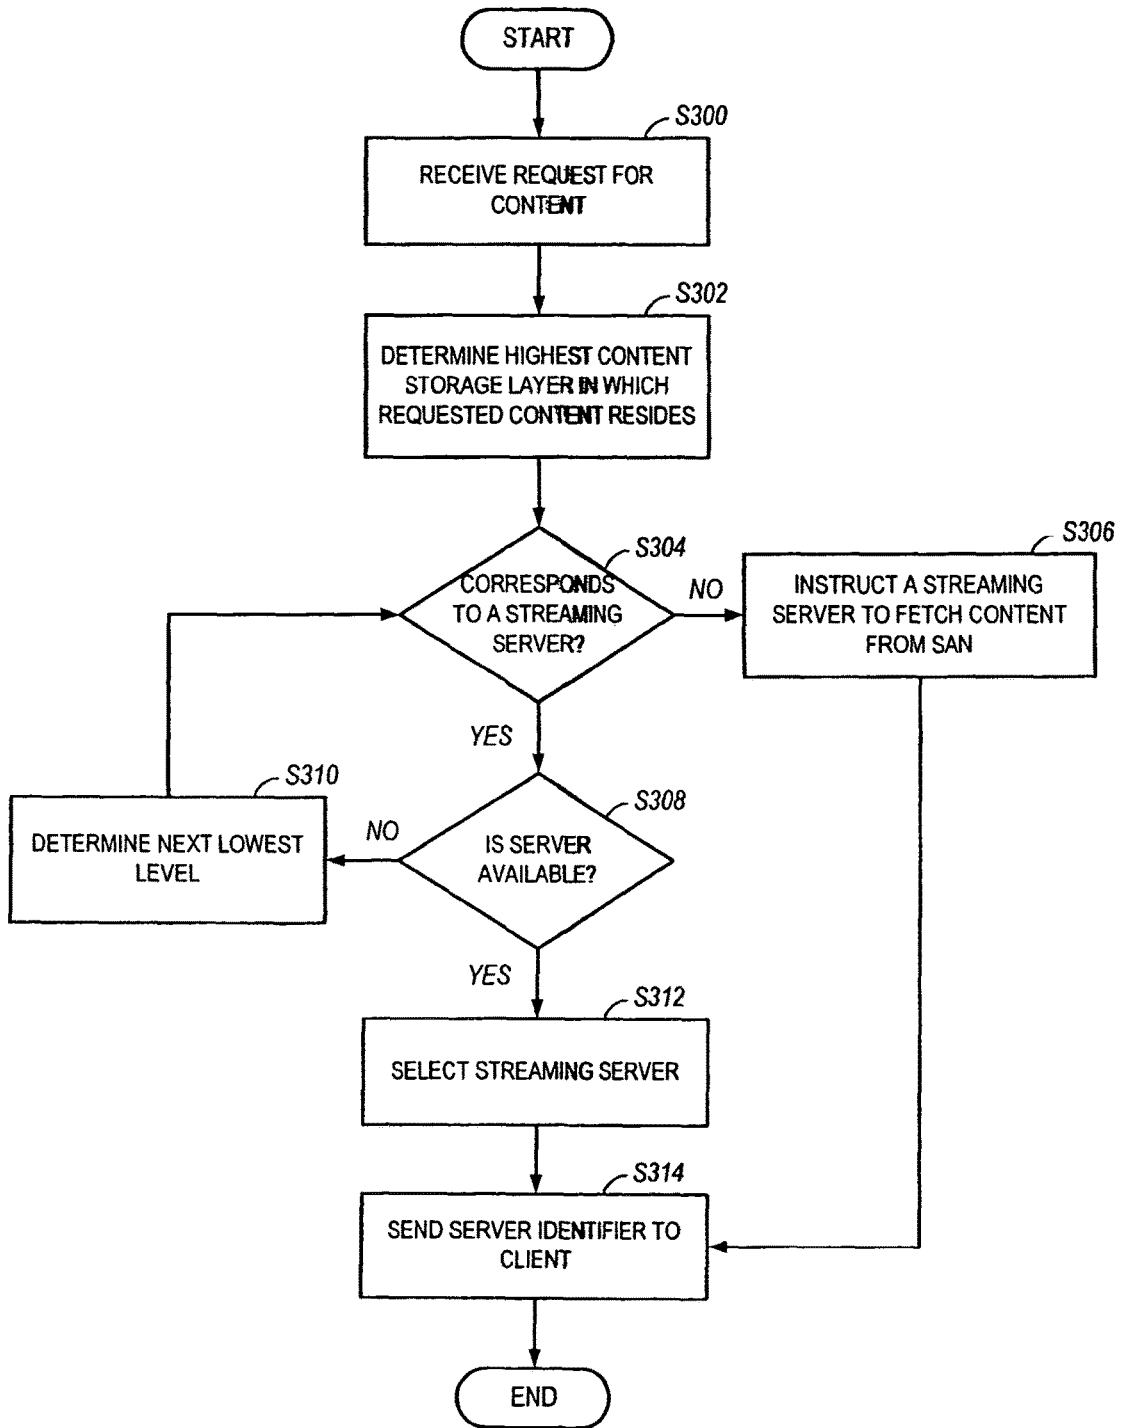 START
S300
RECEIVE REQUEST FOR
CONTENT
S302
DETERMINE HIGHEST CONTENT
STORAGE LAYER IN WHICH
REQUESTED CONTENT RESIDES
S304
CORRESPONDS
TO A STREAMING
SERVER?
NO
S306
INSTRUCT A STREAMING
SERVER TO FETCH CONTENT
FROM SAN
YES
S310
DETERMINE NEXT LOWEST
LEVEL
NO
S308
IS SERVER
AVAILABLE?
YES
S312
SELECT STREAMING SERVER
S314
SEND SERVER IDENTIFIER TO
CLIENT
END